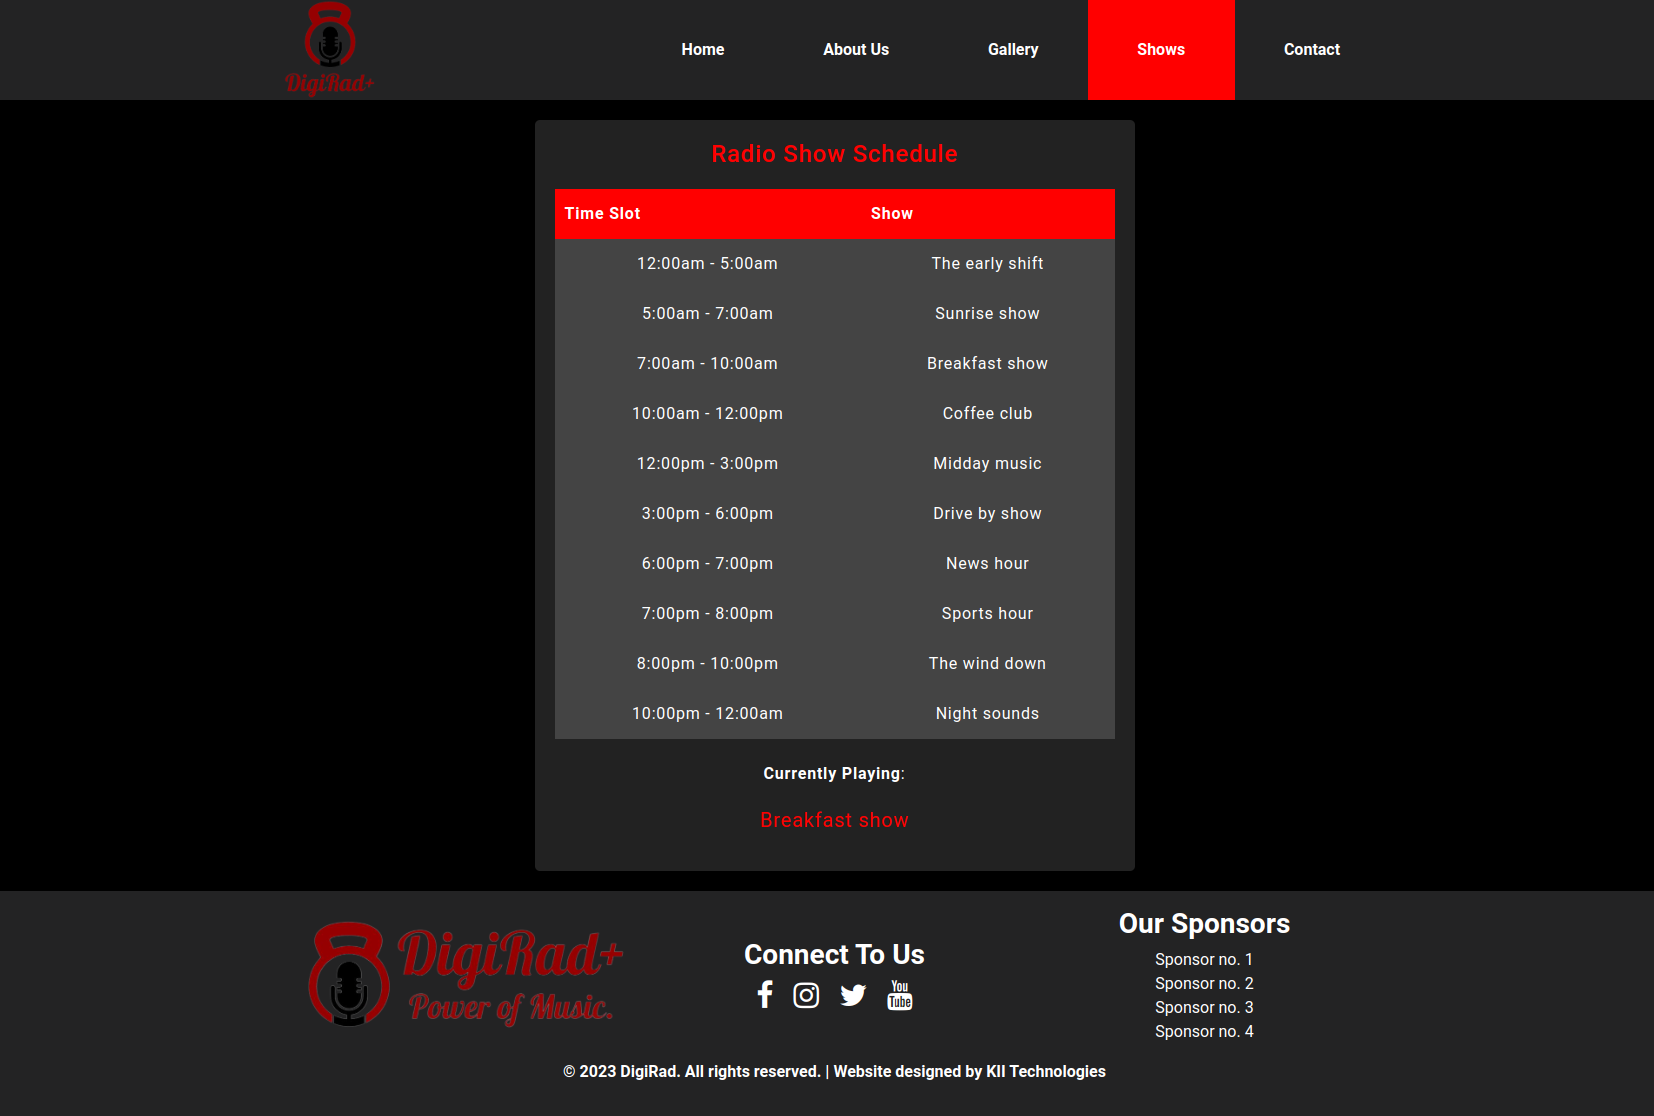 DigiRad+
Home About Us Gallery Shows Contact
Radio Show Schedule
Time Slot Show
12:00am - 5:00am The early shift
5:00am - 7:00am Sunrise show
7:00am - 10:00am Breakfast show
10:00am - 12:00pm Coffee club
12:00pm - 3:00pm Midday music
3:00pm - 6:00pm Drive by show
6:00pm - 7:00pm News hour
7:00pm - 8:00pm Sports hour
8:00pm - 10:00pm The wind down
10:00pm - 12:00am Night sounds
Currently Playing:
Breakfast show
DigiRad+
Power of Music.
Connect To Us
You
Tube
Our Sponsors
Sponsor no. 1
Sponsor no. 2
Sponsor no. 3
Sponsor no. 4
© 2023 DigiRad. All rights reserved. | Website designed by KII Technologies